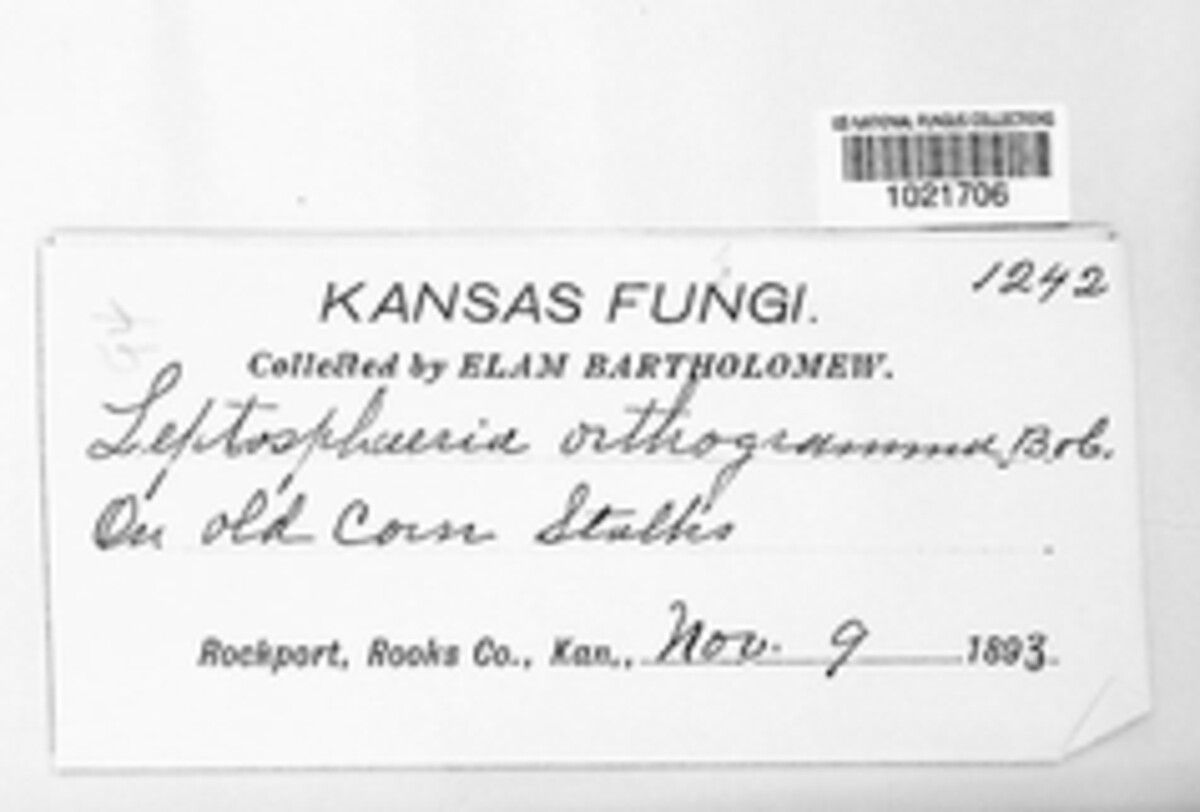 US NATIONAL FUNGUS COLLECTIONS
1021706
1242
KANSAS FUNGI.
Collected by ELAM BARTHOLOMEW.
Leptosphaeria orthogramma, B. & C.
On old Corn Stalks
Rockport, Rooks Co., Kan., Nov. 9 1893.